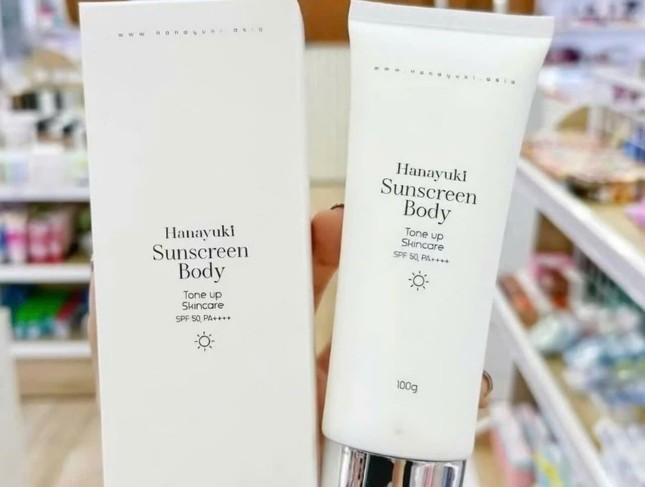 www.hanayuki.asia
Hanayuki
Sunscreen
Body
Tone up
Skincare
SPF 50, PA++++
www.hanayuki.asia
Hanayuki
Sunscreen
Body
Tone up
Skincare
SPF 50, PA++++
100g